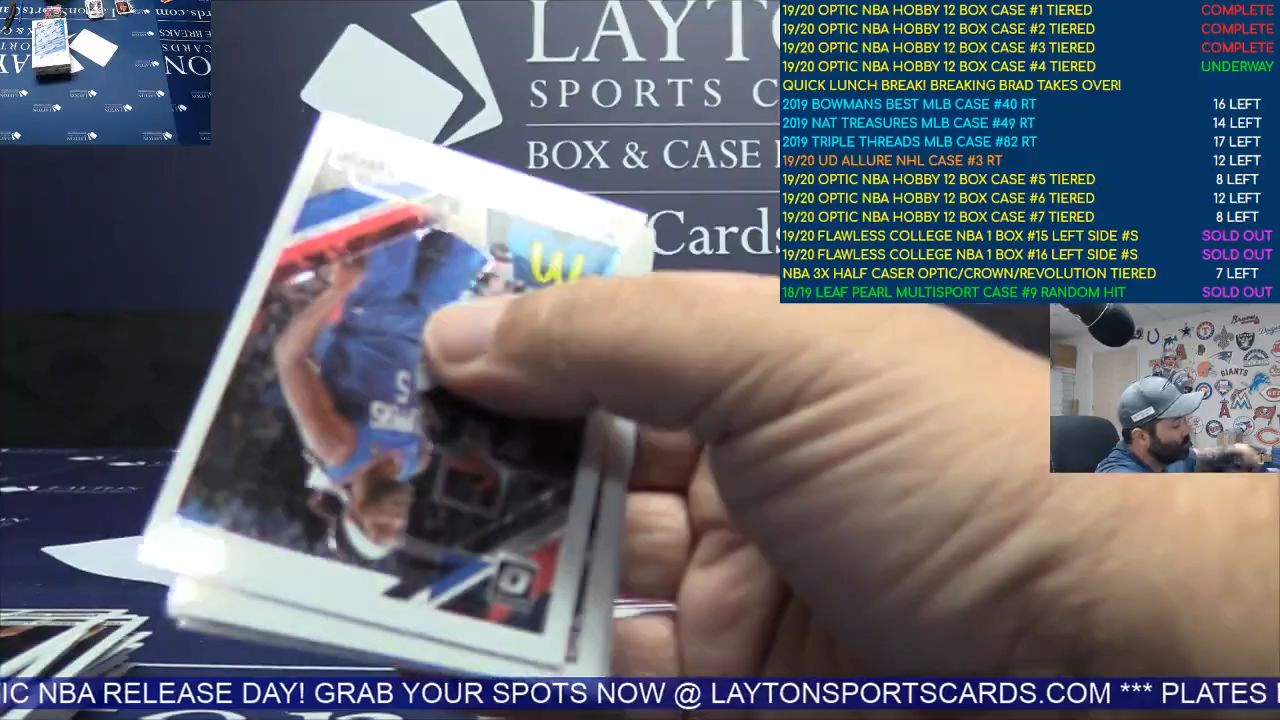 19/20 OPTIC NBA HOBBY 12 BOX CASE #1 TIERED COMPLETE
19/20 OPTIC NBA HOBBY 12 BOX CASE #2 TIERED COMPLETE
19/20 OPTIC NBA HOBBY 12 BOX CASE #3 TIERED COMPLETE
19/20 OPTIC NBA HOBBY 12 BOX CASE #4 TIERED UNDERWAY
QUICK LUNCH BREAK! BREAKING BRAD TAKES OVER!
2019 BOWMANS BEST MLB CASE #40 RT 16 LEFT
2019 NAT TREASURES MLB CASE #49 RT 14 LEFT
2019 TRIPLE THREADS MLB CASE #82 RT 17 LEFT
19/20 UD ALLURE NHL CASE #3 RT 12 LEFT
19/20 OPTIC NBA HOBBY 12 BOX CASE #5 TIERED 8 LEFT
19/20 OPTIC NBA HOBBY 12 BOX CASE #6 TIERED 12 LEFT
19/20 OPTIC NBA HOBBY 12 BOX CASE #7 TIERED 8 LEFT
19/20 FLAWLESS COLLEGE NBA 1 BOX #15 LEFT SIDE #S SOLD OUT
19/20 FLAWLESS COLLEGE NBA 1 BOX #16 LEFT SIDE #S SOLD OUT
NBA 3X HALF CASER OPTIC/CROWN/REVOLUTION TIERED 7 LEFT
18/19 LEAF PEARL MULTISPORT CASE #9 RANDOM HIT SOLD OUT
LAYTO
SPORTS C
BOX & CASE
Cards
GIANTS
IC NBA RELEASE DAY! GRAB YOUR SPOTS NOW @ LAYTONSPORTSCARDS.COM *** PLATES